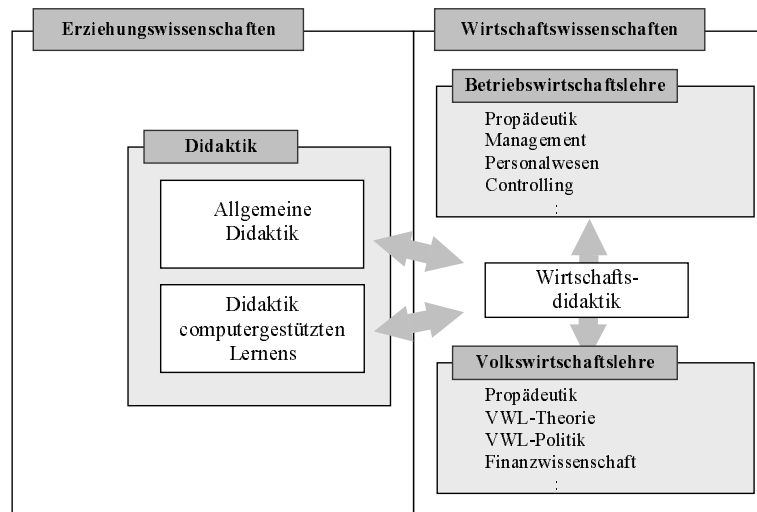 Erziehungswissenschaften
Didaktik
Allgemeine
Didaktik
Didaktik
computergestützten
Lernens
Wirtschaftswissenschaften
Betriebswirtschaftslehre
Propädeutik
Management
Personalwesen
Controlling
:
Wirtschafts-
didaktik
Volkswirtschaftslehre
Propädeutik
VWL-Theorie
VWL-Politik
Finanzwissenschaft
: